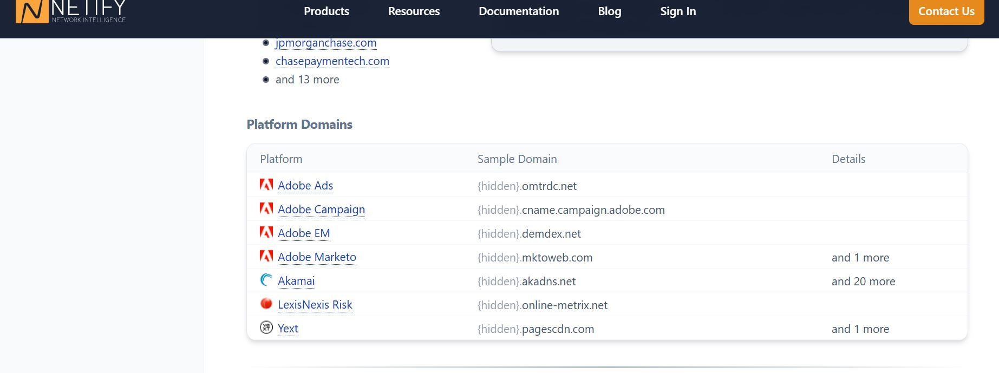 NETIFY
NETWORK INTELLIGENCE
Products Resources Documentation Blog Sign In Contact Us
jpmorganchase.com
chasepaymentech.com
and 13 more
Platform Domains
Platform Sample Domain Details
Adobe Ads {hidden}.omtrdc.net
Adobe Campaign {hidden}.cname.campaign.adobe.com
Adobe EM {hidden}.demdex.net
Adobe Marketo {hidden}.mktoweb.com and 1 more
Akamai {hidden}.akadns.net and 20 more
LexisNexis Risk {hidden}.online-metrix.net
Yext {hidden}.pagescdn.com and 1 more